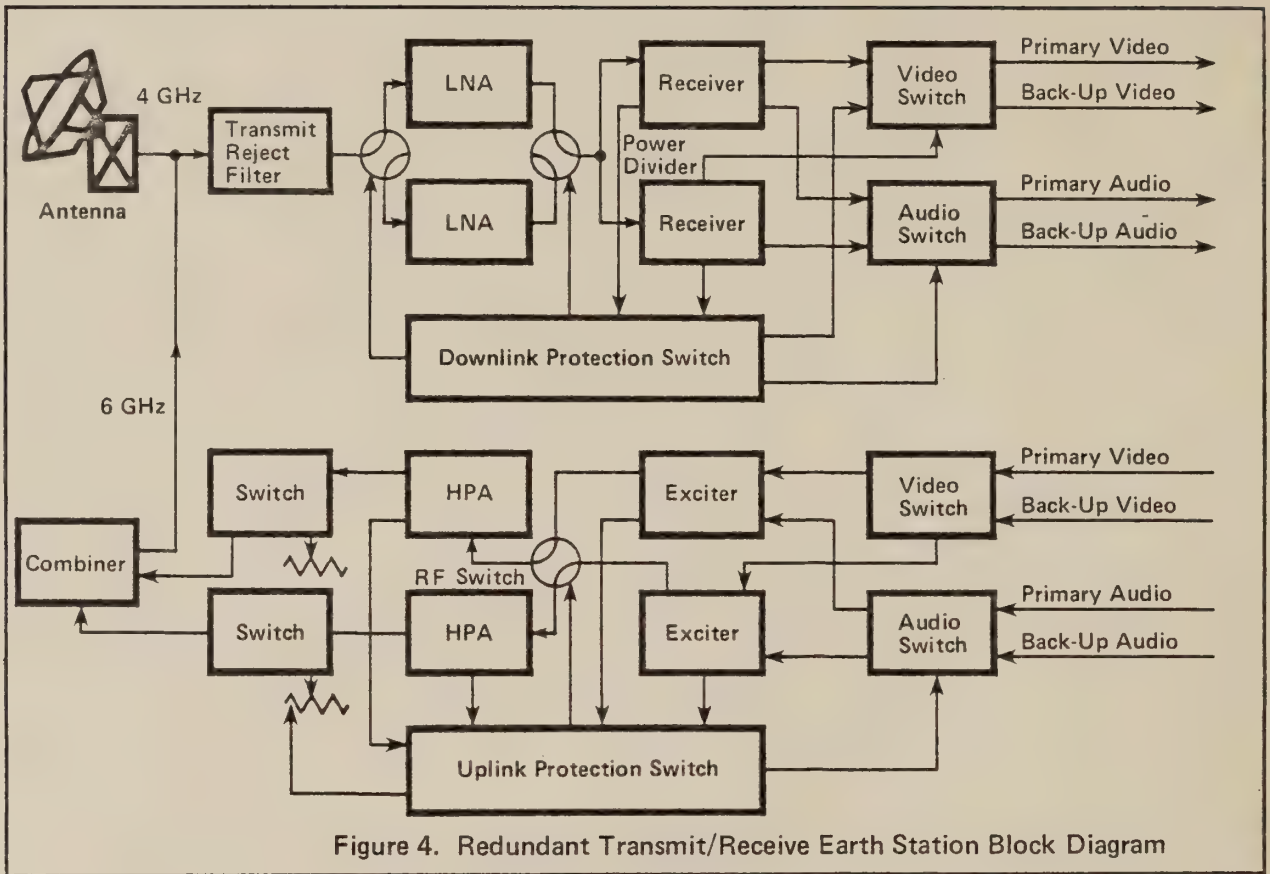 4 GHz
Antenna
Transmit
Reject
Filter
LNA
LNA
Receiver
Power
Divider
Receiver
Video
Switch
Audio
Switch
Primary Video
Back-Up Video
Primary Audio
Back-Up Audio
Downlink Protection Switch
6 GHz
Combiner
Switch
Switch
HPA
RF Switch
HPA
Exciter
Exciter
Video
Switch
Audio
Switch
Primary Video
Back-Up Video
Primary Audio
Back-Up Audio
Uplink Protection Switch
Figure 4. Redundant Transmit/Receive Earth Station Block Diagram